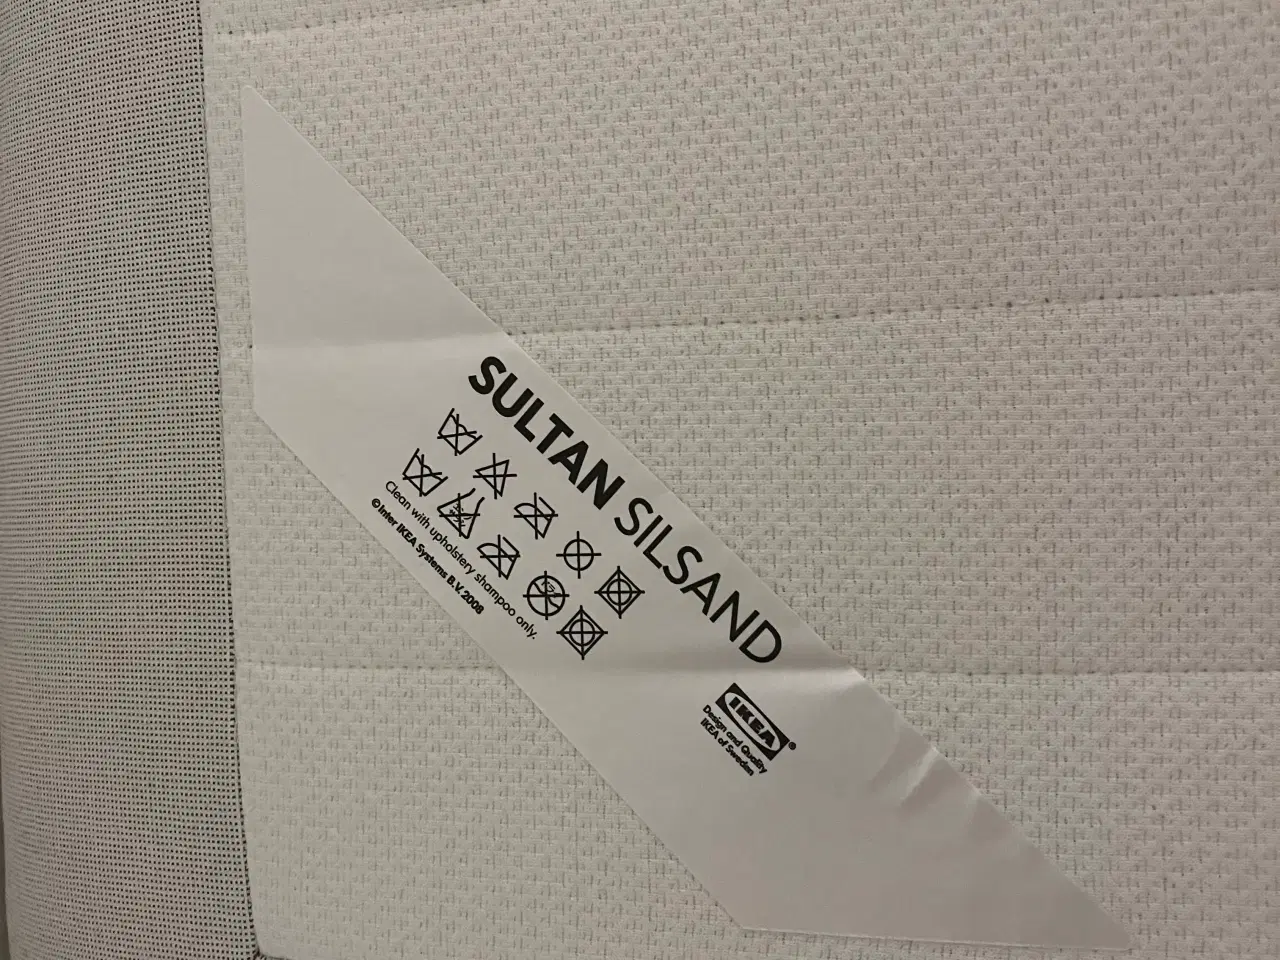 SULTAN SILSAND
Clean with upholstery shampoo only.
© Inter IKEA Systems B.V. 2008
IKEA®
Design and Quality
IKEA of Sweden